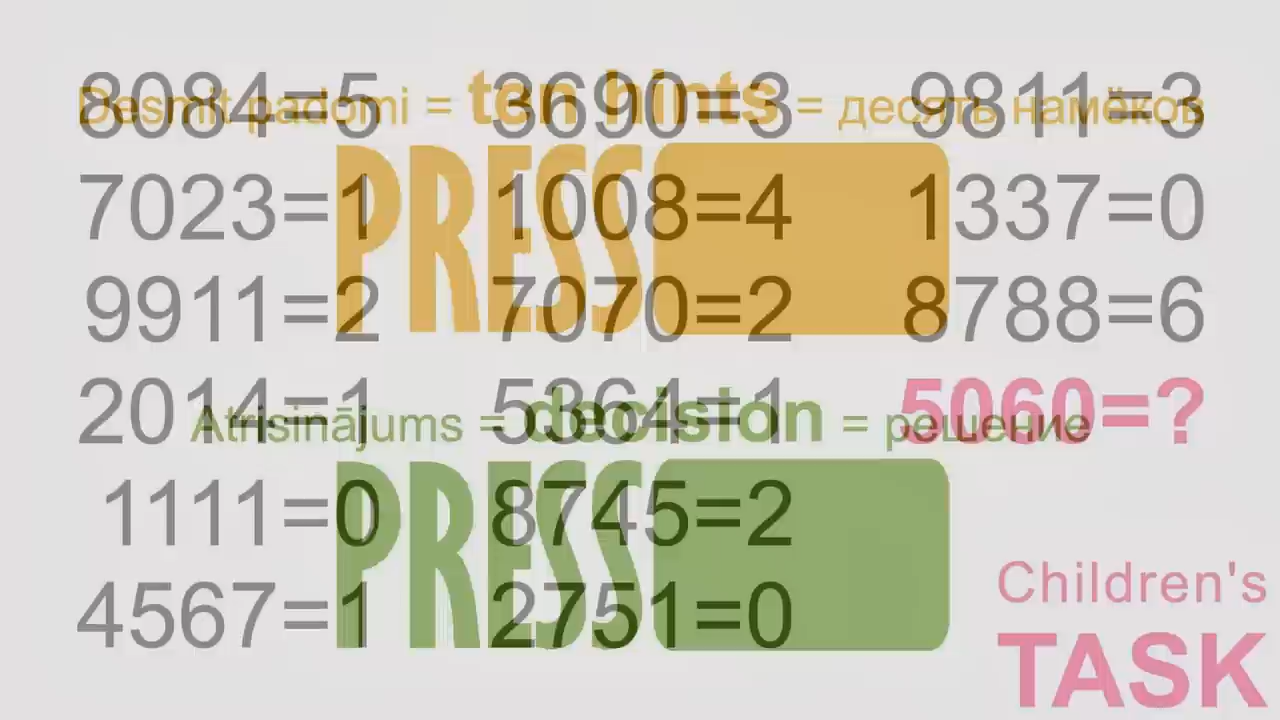 Desmit padomi = ten hints = десять намёков
8084=5 3690=3 9811=3
PRESS
7023=1 1008=4 1337=0
9911=2 7070=2 8788=6
2014=1 5364=1 5060=?
Atrisinājums = decision = решение
PRESS
1111=0 8745=2
4567=1 2751=0
Children's
TASK